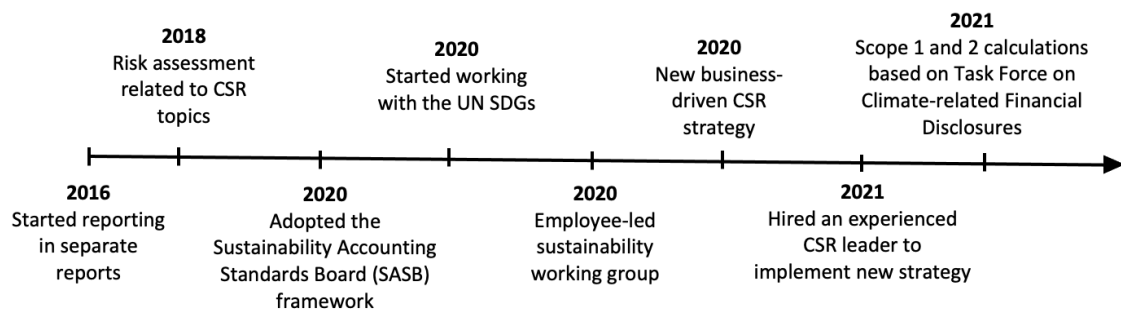 2018
Risk assessment
related to CSR
topics
2020
Started working
with the UN SDGs
2020
New business-
driven CSR
strategy
2021
Scope 1 and 2 calculations
based on Task Force on
Climate-related Financial
Disclosures
2016
Started reporting
in separate
reports
2020
Adopted the
Sustainability Accounting
Standards Board (SASB)
framework
2020
Employee-led
sustainability
working group
2021
Hired an experienced
CSR leader to
implement new strategy